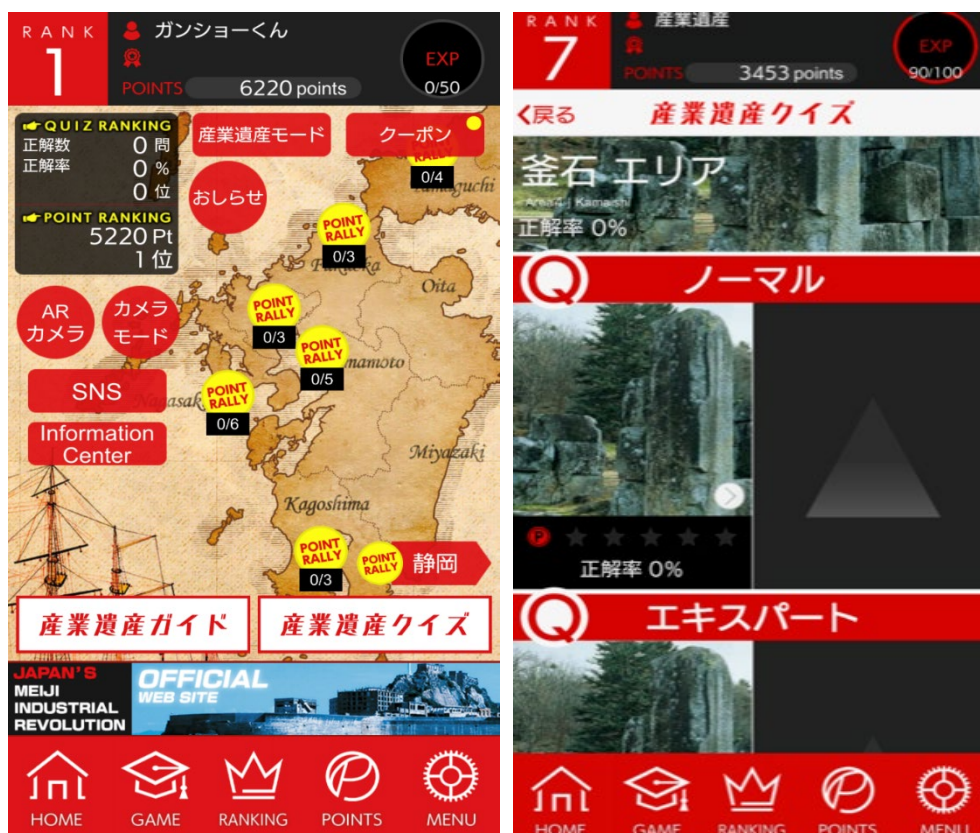 RANK
1
ガンショーくん
POINTS 6220 points
EXP
0/50
QUIZ RANKING
正解数 0 問
正解率 0 %
0 位
POINT RANKING
5220 Pt
1 位
産業遺産モード
クーポン
おしらせ
RALLY
0/4
POINT
RALLY
0/3
Oita
AR
カメラ
カメラ
モード
POINT
RALLY
0/3
POINT
RALLY
0/5
SNS
POINT
RALLY
0/6
Information
Center
Miyazaki
Kagoshima
POINT
RALLY
0/3
POINT
RALLY
静岡
産業遺産ガイド
産業遺産クイズ
JAPAN'S
MEIJI
INDUSTRIAL
REVOLUTION
OFFICIAL
WEB SITE
HOME
GAME
RANKING
POINTS
MENU
RANK
7
産業遺産
POINTS 3453 points
EXP
90/100
戻る
産業遺産クイズ
釜石 エリア
Area4 | Kamaishi
正解率 0%
Q ノーマル
P
正解率 0%
Q エキスパート
HOME
GAME
RANKING
POINTS
MENU